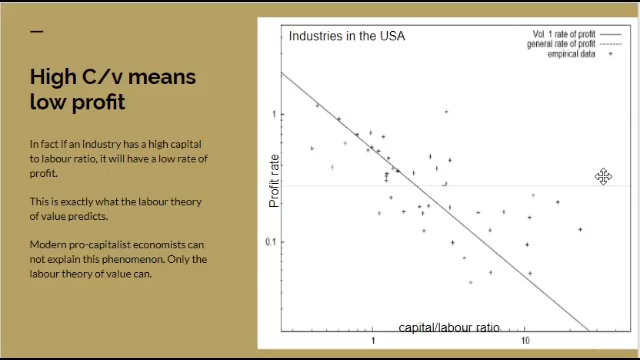 High C/v means
low profit
In fact if an industry has a high capital
to labour ratio, it will have a low rate of
profit.
This is exactly what the labour theory
of value predicts.
Modern pro-capitalist economists can
not explain this phenomenon. Only the
labour theory of value can.
Industries in the USA
Vol. 1 rate of profit
general rate of profit
empirical data
Profit rate
1
0.1
capital/labour ratio
1
10